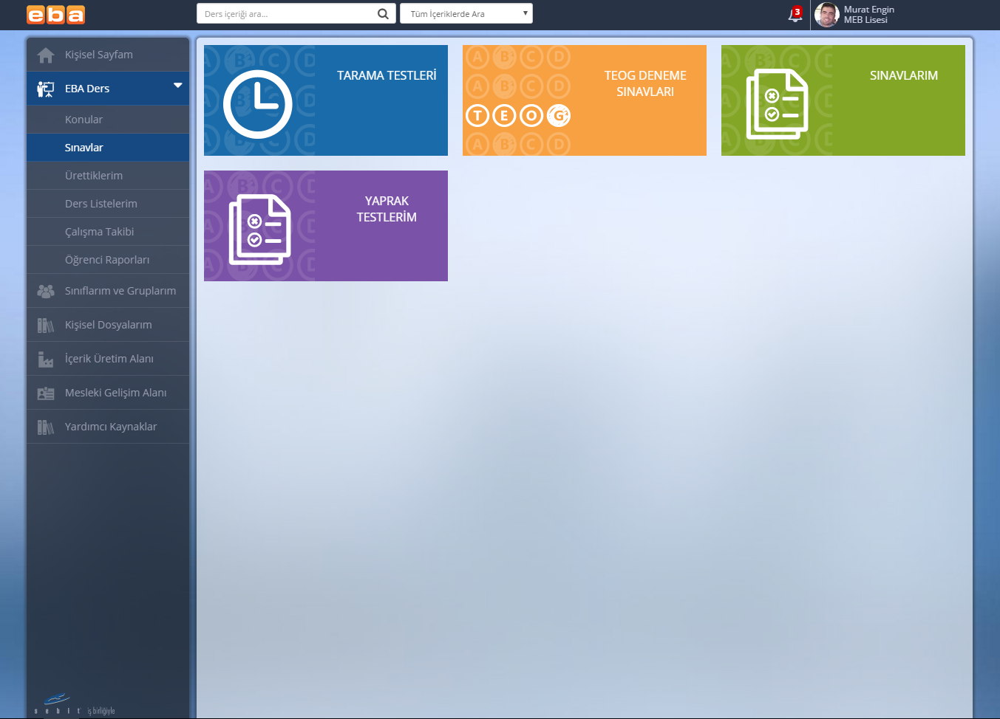 eba
Ders içeriği ara...
Tüm İçeriklerde Ara
3
Murat Engin
MEB Lisesi
Kişisel Sayfam
EBA Ders
Konular
Sınavlar
Ürettiklerim
Ders Listelerim
Çalışma Takibi
Öğrenci Raporları
Sınıflarım ve Gruplarım
Kişisel Dosyalarım
İçerik Üretim Alanı
Mesleki Gelişim Alanı
Yardımcı Kaynaklar
sebit iş birliğiyle
A B C D
TARAMA TESTLERİ
A B C D
A B C D
T E O G
A B C D
TEOG DENEME
SINAVLARI
A B C D
SINAVLARIM
A B C D
YAPRAK
TESTLERİM